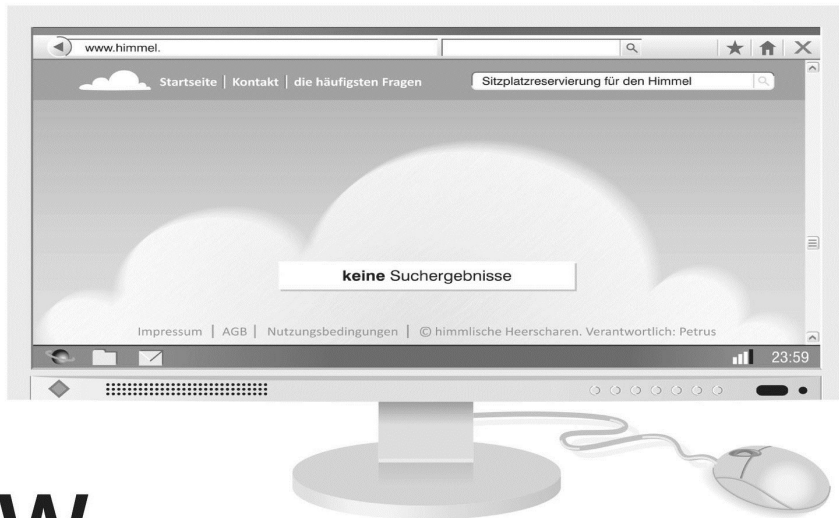 www.himmel.
Startseite | Kontakt | die häufigsten Fragen
Sitzplatzreservierung für den Himmel
keine Suchergebnisse
Impressum | AGB | Nutzungsbedingungen | © himmlische Heerscharen. Verantwortlich: Petrus
23:59
W